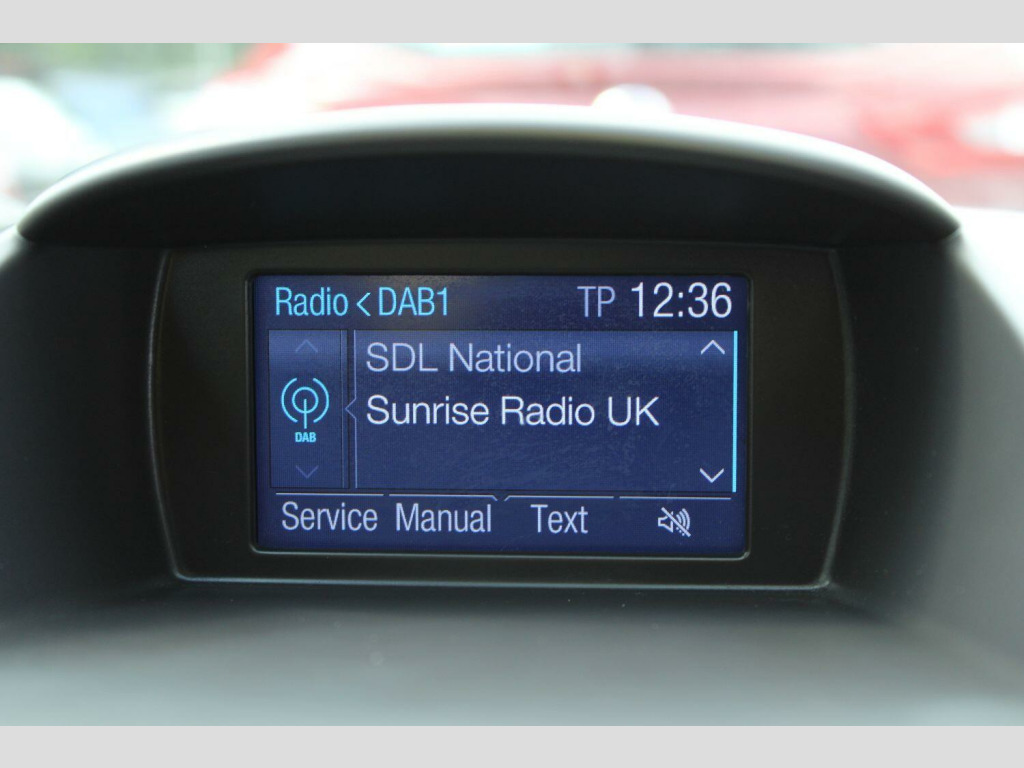 Radio < DAB1 TP 12:36
SDL National
DAB Sunrise Radio UK
Service Manual Text